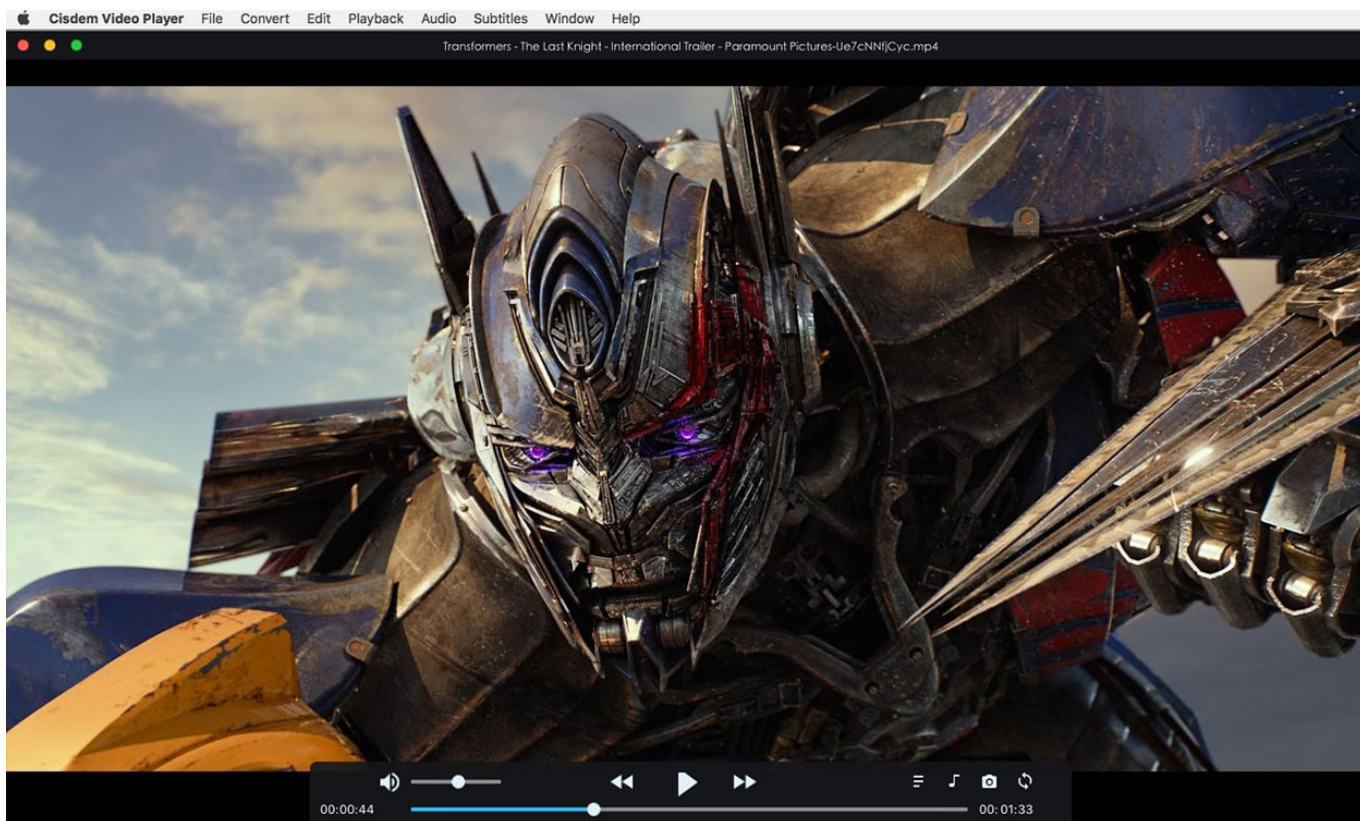 Cisdem Video Player File Convert Edit Playback Audio Subtitles Window Help
Transformers - The Last Knight - International Trailer - Paramount Pictures-Ue7cNNfjCyc.mp4
00:00:44 00:01:33